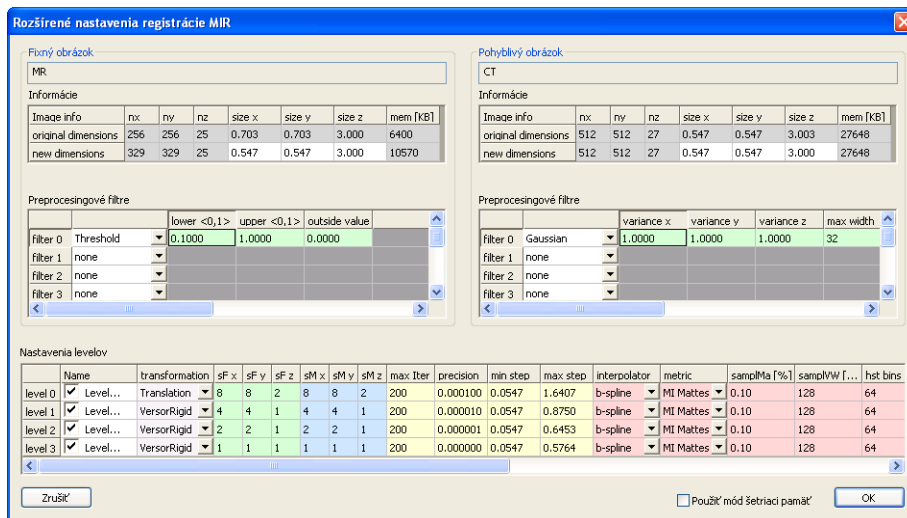 Rozšírené nastavenia registrácie MIR
Fixný obrázok
MR
Informácie
Image info nx ny nz size x size y size z mem [KB]
original dimensions 256 256 25 0.703 0.703 3.000 6400
new dimensions 329 329 25 0.547 0.547 3.000 10570
Preprocesingové filtre
lower <0,1> upper <0,1> outside value
filter 0 Threshold 0.1000 1.0000 0.0000
filter 1 none
filter 2 none
filter 3 none
Pohyblivý obrázok
CT
Informácie
Image info nx ny nz size x size y size z mem [KB]
original dimensions 512 512 27 0.547 0.547 3.003 27648
new dimensions 512 512 27 0.547 0.547 3.003 27648
Preprocesingové filtre
variance x variance y variance z max width
filter 0 Gaussian 1.0000 1.0000 1.0000 32
filter 1 none
filter 2 none
filter 3 none
Nastavenia levelov
Name transformation sF x sF y sF z sM x sM y sM z max Iter precision min step max step interpolator metric samplMa [%] samplVW [... hst bins
level 0 Level... Translation 8 8 2 8 8 2 200 0.000100 0.0547 1.6407 b-spline MI Mattes 0.10 128 64
level 1 Level... VersorRigid 4 4 1 4 4 1 200 0.000010 0.0547 0.8750 b-spline MI Mattes 0.10 128 64
level 2 Level... VersorRigid 2 2 1 2 2 1 200 0.000001 0.0547 0.6453 b-spline MI Mattes 0.10 128 64
level 3 Level... VersorRigid 1 1 1 1 1 1 200 0.000000 0.0547 0.5764 b-spline MI Mattes 0.10 128 64
Zrušiť
Použiť mód šetriaci pamäť
OK